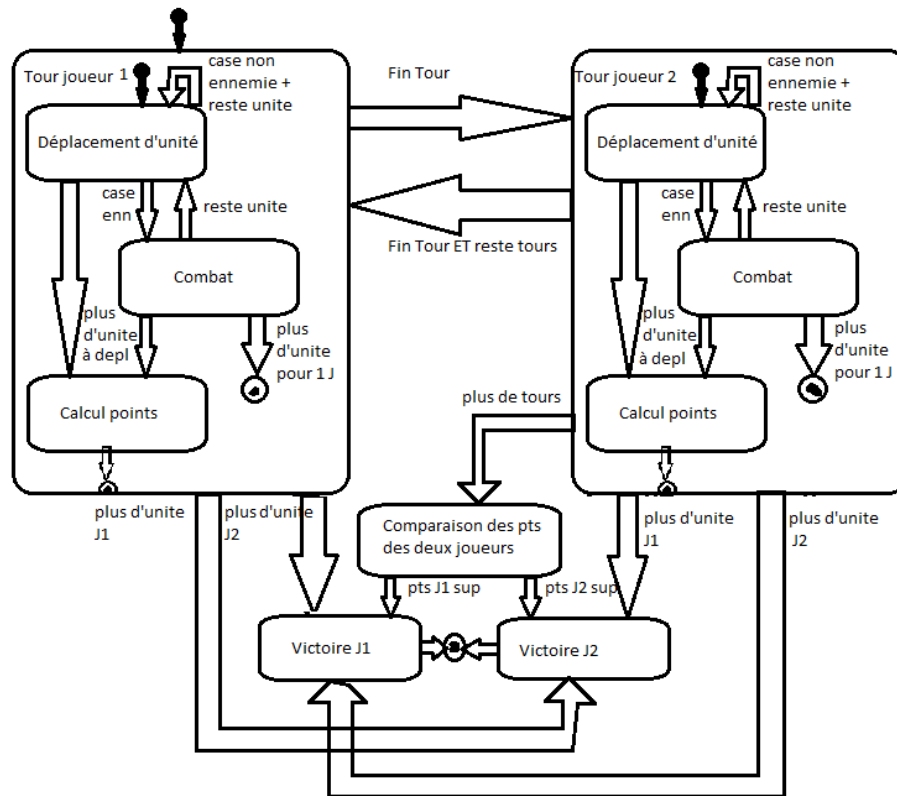 Tour joueur 1
case non
ennemie +
reste unite
Déplacement d'unité
case
enn
reste unite
Combat
plus
d'unite
à depl
plus
d'unite
pour 1 J
Calcul points
Fin Tour
Fin Tour ET reste tours
Tour joueur 2
case non
ennemie +
reste unite
Déplacement d'unité
case
enn
reste unite
Combat
plus
d'unite
à depl
plus
d'unite
pour 1 J
Calcul points
plus de tours
plus d'unite
J1
plus d'unite
J2
Comparaison des pts
des deux joueurs
plus d'unite
J1
plus d'unite
J2
pts J1 sup
pts J2 sup
Victoire J1
Victoire J2